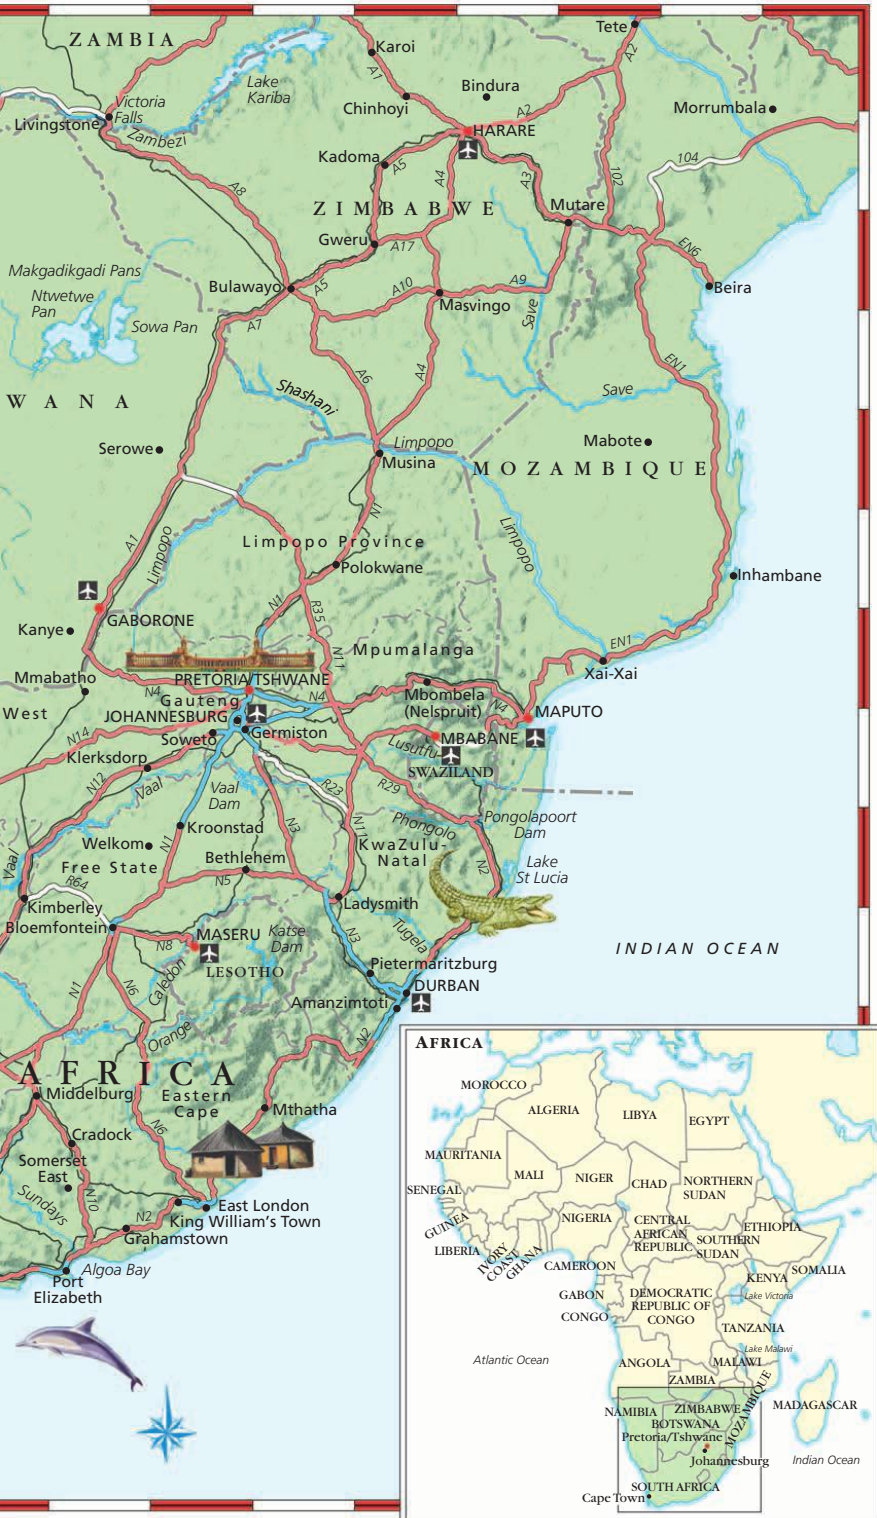 ZAMBIA
Tete
Karoi
A2
A1
Lake
Kariba
Bindura
Victoria
Falls
Chinhoyi
A2
Morrumbala
Livingstone
HARARE
Zambezi
Kadoma
A5
104
A8
A4
A3
102
ZIMBABWE
Mutare
Gweru
A17
EN6
Makgadikgadi Pans
Bulawayo
A5
A10
A9
Beira
Ntwetwe
Pan
Masvingo
Sowa Pan
A7
Save
EN1
A6
A4
Shashani
Save
WANA
Serowe
Limpopo
Mabote
Musina
MOZAMBIQUE
N1
A1
Limpopo
Limpopo Province
Limpopo
Polokwane
Inhambane
N1
R35
GABORONE
Kanye
EN1
N11
Mpumalanga
Mmabatho
PRETORIA/TSHWANE
Xai-Xai
N4
Gauteng
N4
Mbombela
(Nelspruit)
N4
West
JOHANNESBURG
MAPUTO
N14
Soweto
Germiston
MBABANE
Lusutfu
Klerksdorp
SWAZILAND
N12
Vaal
Vaal
Dam
R23
R29
Phongolo
Pongolapoort
Dam
Kroonstad
N3
N11
Welkom
N1
KwaZulu-
Natal
Vaal
Free State
Bethlehem
N2
Lake
St Lucia
R64
N5
Kimberley
Ladysmith
Bloemfontein
MASERU
Katse
Dam
N8
N3
Tugela
INDIAN OCEAN
LESOTHO
Pietermaritzburg
N1
N6
Caledon
DURBAN
Amanzimtoti
Orange
N2
AFRICA
Middelburg
Eastern
Cape
Mthatha
N6
Cradock
Somerset
East
N10
Sundays
East London
N2
King William's Town
Grahamstown
Algoa Bay
Port
Elizabeth
AFRICA
MOROCCO
ALGERIA
LIBYA
EGYPT
MAURITANIA
MALI
NIGER
CHAD
NORTHERN
SUDAN
SENEGAL
GUINEA
NIGERIA
CENTRAL
AFRICAN
REPUBLIC
ETHIOPIA
SOUTHERN
SUDAN
LIBERIA
IVORY
COAST
GHANA
CAMEROON
SOMALIA
KENYA
GABON
DEMOCRATIC
REPUBLIC OF
CONGO
Lake Victoria
CONGO
TANZANIA
Lake Malawi
Atlantic Ocean
ANGOLA
MALAWI
ZAMBIA
MOZAMBIQUE
MADAGASCAR
NAMIBIA
ZIMBABWE
BOTSWANA
Pretoria/Tshwane
Johannesburg
Indian Ocean
SOUTH AFRICA
Cape Town